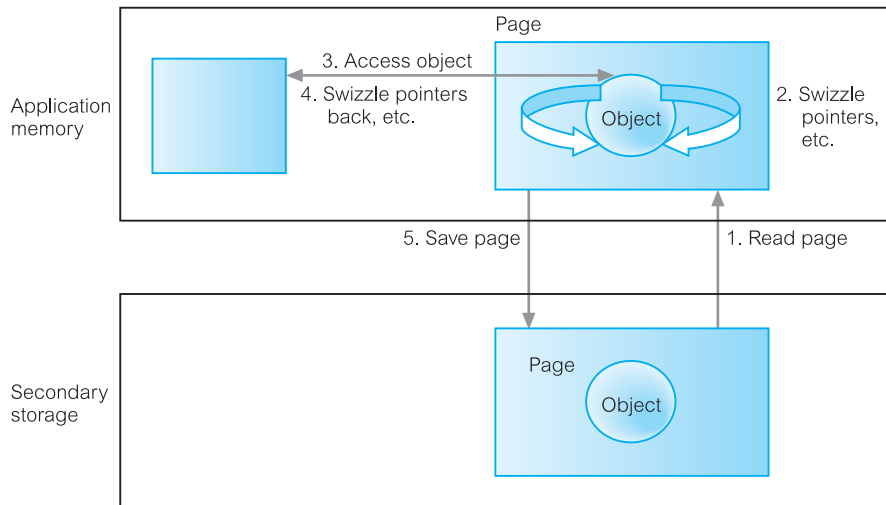 Page
3. Access object
4. Swizzle pointers
back, etc.
Application
memory
Object
2. Swizzle
pointers,
etc.
5. Save page
1. Read page
Secondary
storage
Page
Object